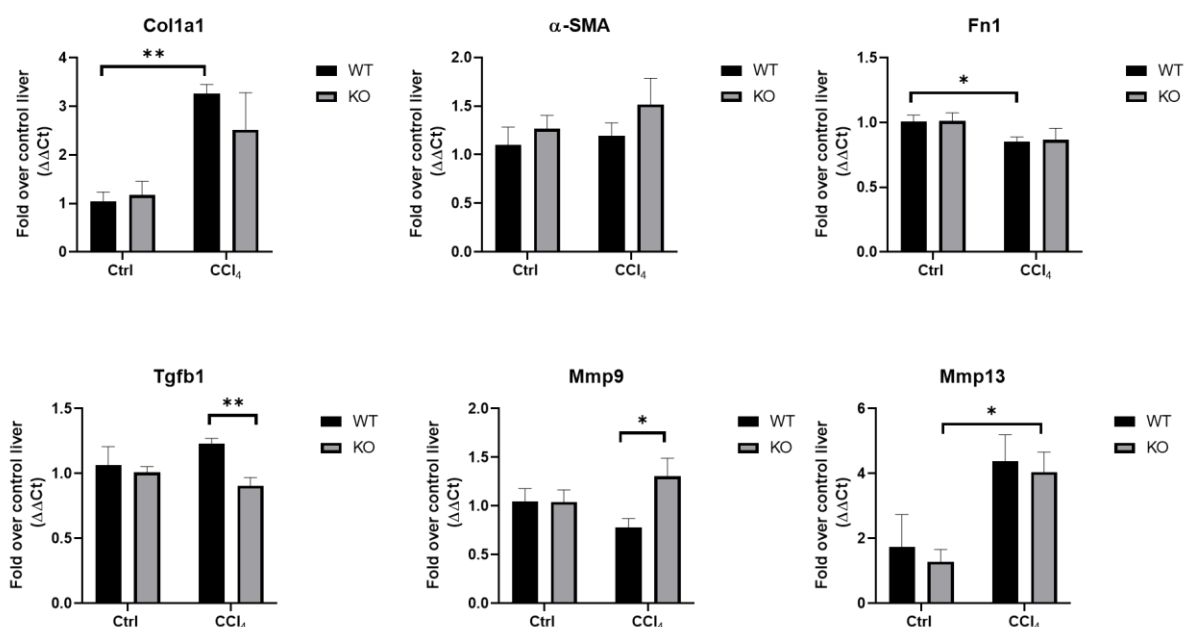 Col1a1
Fold over control liver
(ΔΔCt)
4
3
2
1
0
**
Ctrl
CCl₄
WT
KO
α-SMA
Fold over control liver
(ΔΔCt)
2.0
1.5
1.0
0.5
0.0
Ctrl
CCl₄
WT
KO
Fn1
Fold over control liver
(ΔΔCt)
1.5
1.0
0.5
0.0
*
Ctrl
CCl₄
WT
KO
Tgfb1
Fold over control liver
(ΔΔCt)
1.5
1.0
0.5
0.0
**
Ctrl
CCl₄
WT
KO
Mmp9
Fold over control liver
(ΔΔCt)
2.0
1.5
1.0
0.5
0.0
*
Ctrl
CCl₄
WT
KO
Mmp13
Fold over control liver
(ΔΔCt)
6
4
2
0
*
Ctrl
CCl₄
WT
KO